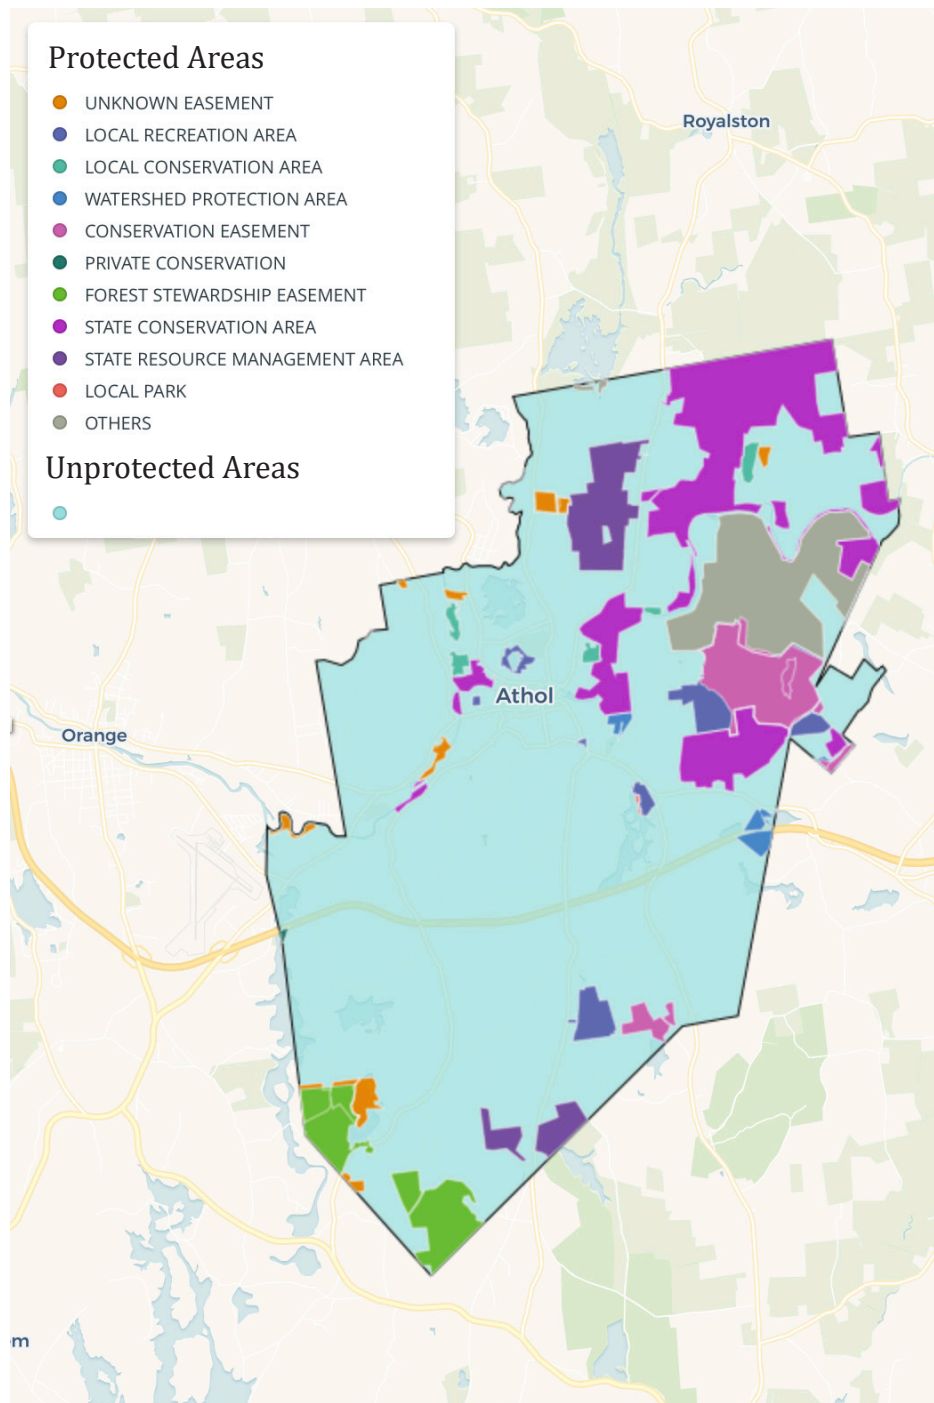 Protected Areas
UNKNOWN EASEMENT
LOCAL RECREATION AREA
LOCAL CONSERVATION AREA
WATERSHED PROTECTION AREA
CONSERVATION EASEMENT
PRIVATE CONSERVATION
FOREST STEWARDSHIP EASEMENT
STATE CONSERVATION AREA
STATE RESOURCE MANAGEMENT AREA
LOCAL PARK
OTHERS
Unprotected Areas
Royalston
Athol
Orange
em